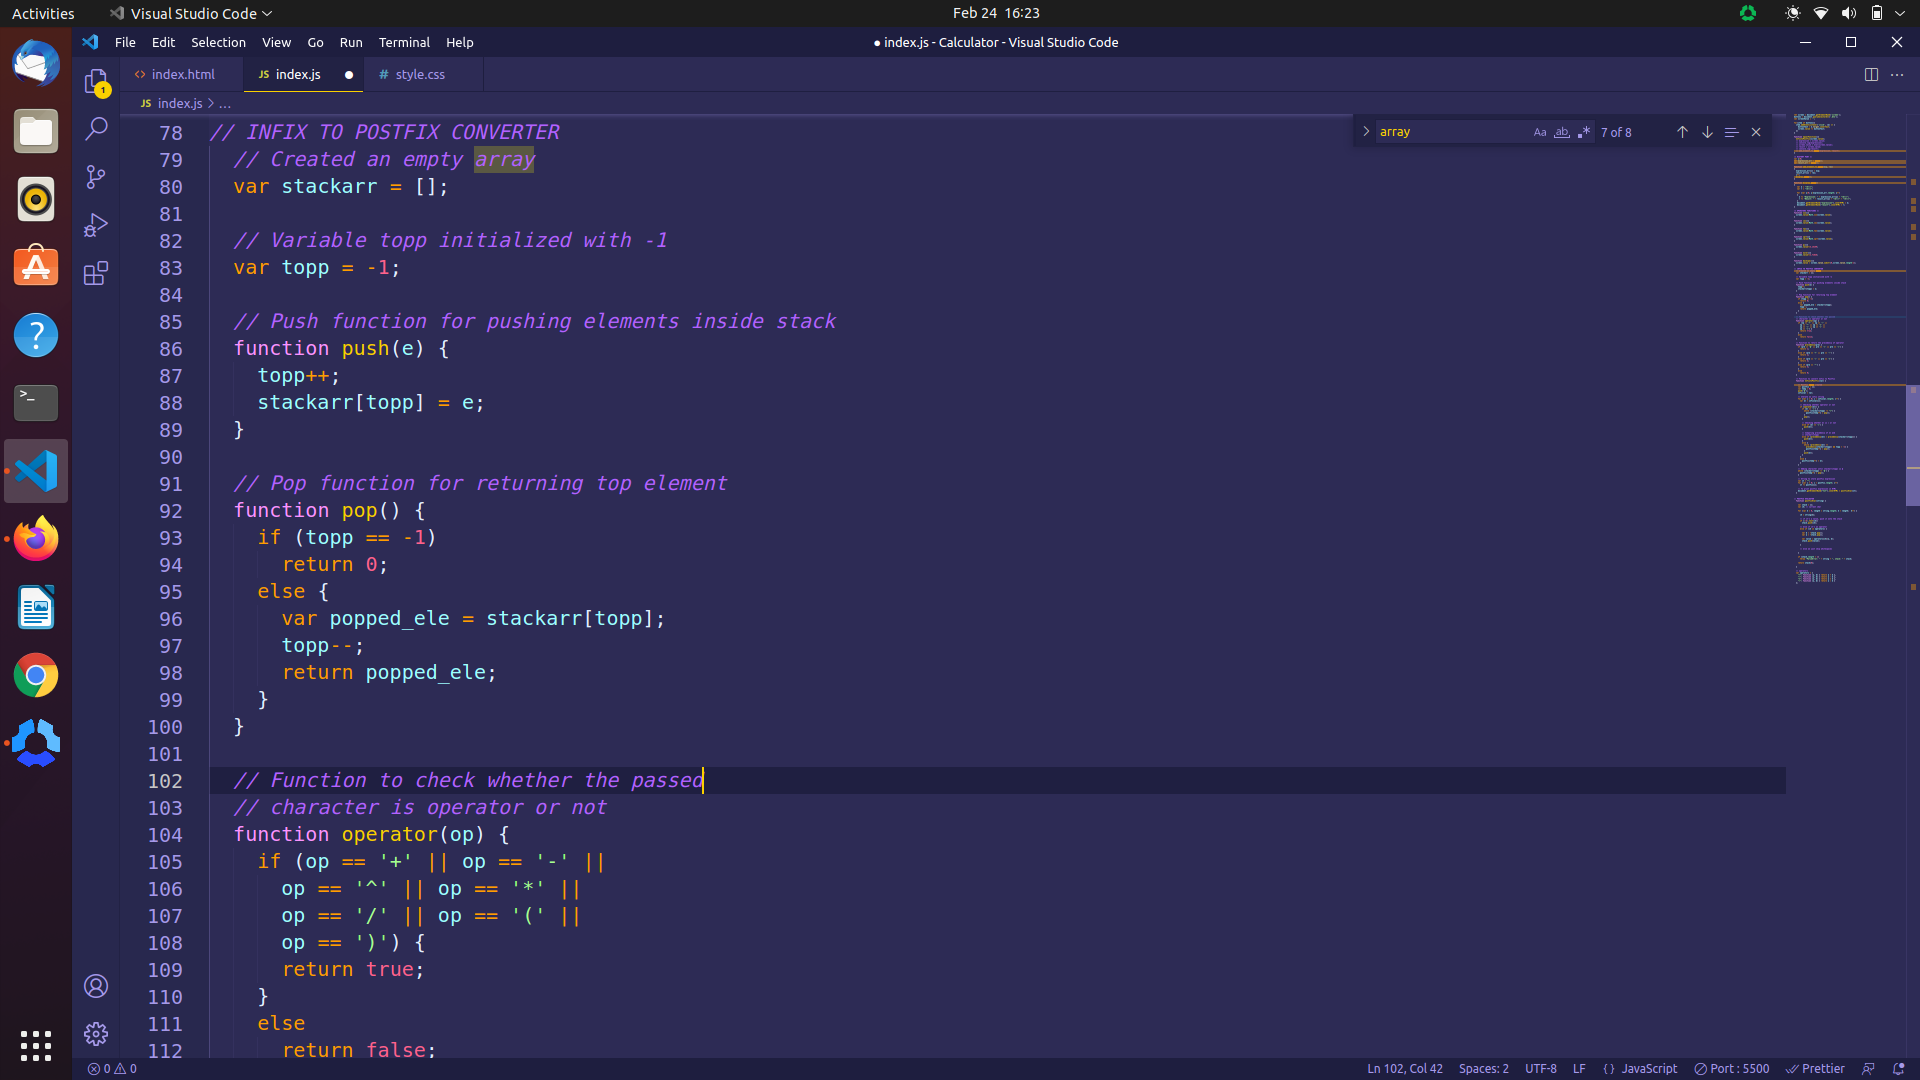 Activities
Visual Studio Code
Feb 24 16:23
File Edit Selection View Go Run Terminal Help
● index.js - Calculator - Visual Studio Code
1
<> index.html
JS index.js ●
# style.css
JS index.js > ...
array
Aa ab .*
7 of 8
78 // INFIX TO POSTFIX CONVERTER
79 // Created an empty array
80 var stackarr = [];
81
82 // Variable topp initialized with -1
83 var topp = -1;
84
85 // Push function for pushing elements inside stack
86 function push(e) {
87 topp++;
88 stackarr[topp] = e;
89 }
90
91 // Pop function for returning top element
92 function pop() {
93 if (topp == -1)
94 return 0;
95 else {
96 var popped_ele = stackarr[topp];
97 topp--;
98 return popped_ele;
99 }
100 }
101
102 // Function to check whether the passed
103 // character is operator or not
104 function operator(op) {
105 if (op == '+' || op == '-' ||
106 op == '^' || op == '*' ||
107 op == '/' || op == '(' ||
108 op == ')') {
109 return true;
110 }
111 else
112 return false;
0 0
Ln 102, Col 42
Spaces: 2
UTF-8
LF
{ } JavaScript
Port : 5500
Prettier